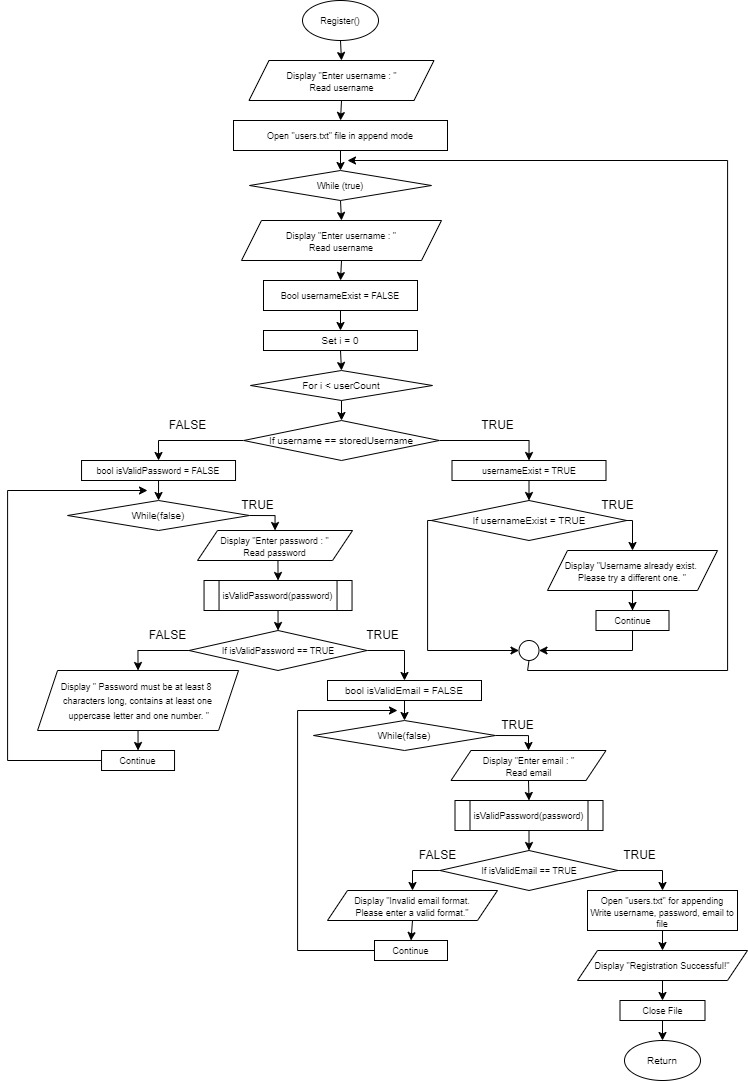 Register()
Display "Enter username : "
Read username
Open "users.txt" file in append mode
While (true)
Display "Enter username : "
Read username
Bool usernameExist = FALSE
Set i = 0
For i < userCount
FALSE
TRUE
If username == storedUsername
bool isValidPassword = FALSE
usernameExist = TRUE
While(false)
TRUE
If usernameExist = TRUE
TRUE
Display "Enter password : "
Read password
Display "Username already exist.
Please try a different one. "
isValidPassword(password)
Continue
FALSE
TRUE
If isValidPassword == TRUE
Display " Password must be at least 8
characters long, contains at least one
uppercase letter and one number. "
bool isValidEmail = FALSE
While(false)
TRUE
Continue
Display "Enter email : "
Read email
isValidPassword(password)
FALSE
TRUE
If isValidEmail == TRUE
Display "Invalid email format.
Please enter a valid format."
Open "users.txt" for appending
Write username, password, email to
file
Continue
Display "Registration Successful!"
Close File
Return